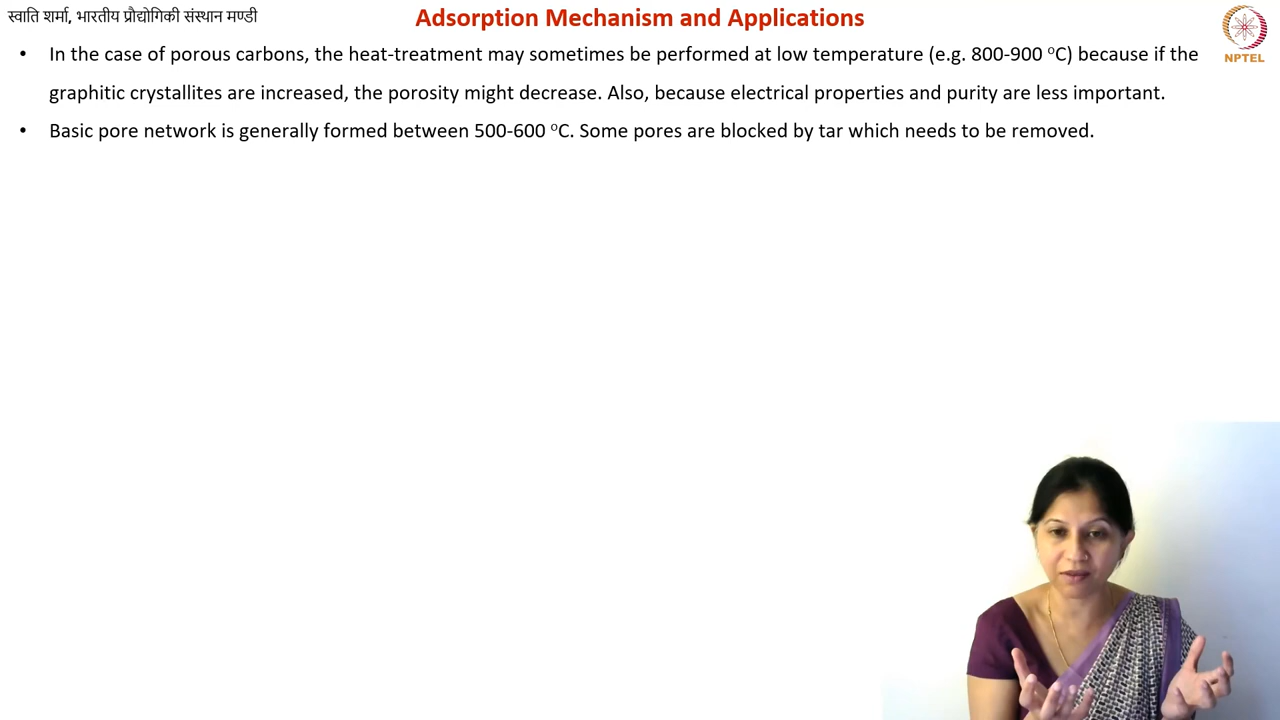 स्वाति शर्मा, भारतीय प्रौद्योगिकी संस्थान मण्डी
Adsorption Mechanism and Applications
NPTEL
• In the case of porous carbons, the heat-treatment may sometimes be performed at low temperature (e.g. 800-900 ºC) because if the
graphitic crystallites are increased, the porosity might decrease. Also, because electrical properties and purity are less important.
• Basic pore network is generally formed between 500-600 ºC. Some pores are blocked by tar which needs to be removed.